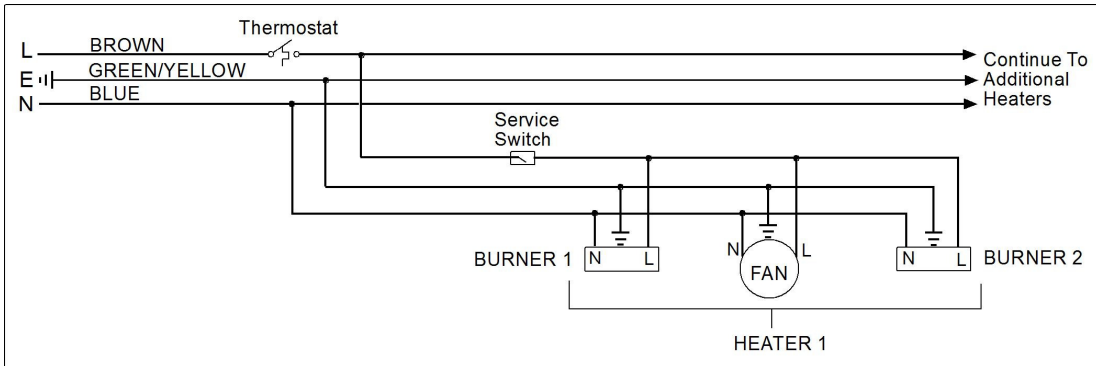 Thermostat
L BROWN
E GREEN/YELLOW
N BLUE
Continue To
Additional
Heaters
Service
Switch
BURNER 1
N L
N L
FAN
N L
BURNER 2
HEATER 1